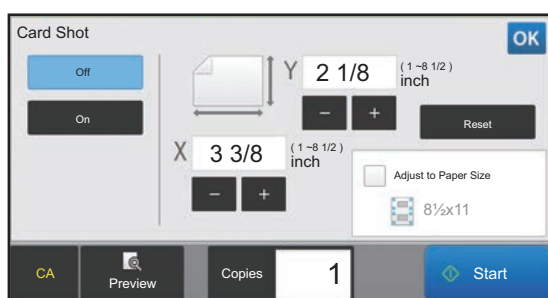 Card Shot
OK
Off
On
Y 2 1/8 (1 ~8 1/2) inch
− +
Reset
X 3 3/8 (1 ~8 1/2) inch
− +
Adjust to Paper Size
8½x11
CA
Preview
Copies 1
Start